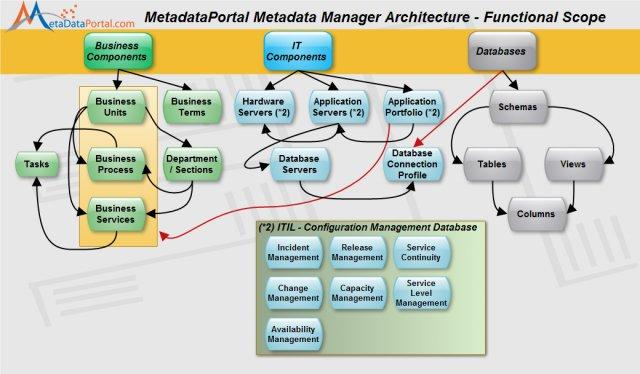 MetaDataPortal.com
MetadataPortal Metadata Manager Architecture - Functional Scope
Business
Components
IT
Components
Databases
Business
Units
Business
Terms
Hardware
Servers (*2)
Application
Servers (*2)
Application
Portfolio (*2)
Schemas
Tasks
Business
Process
Department
/ Sections
Database
Servers
Database
Connection
Profile
Tables
Views
Business
Services
Columns
(*2) ITIL - Configuration Management Database
Incident
Management
Release
Management
Service
Continuity
Change
Management
Capacity
Management
Service
Level
Management
Availability
Management